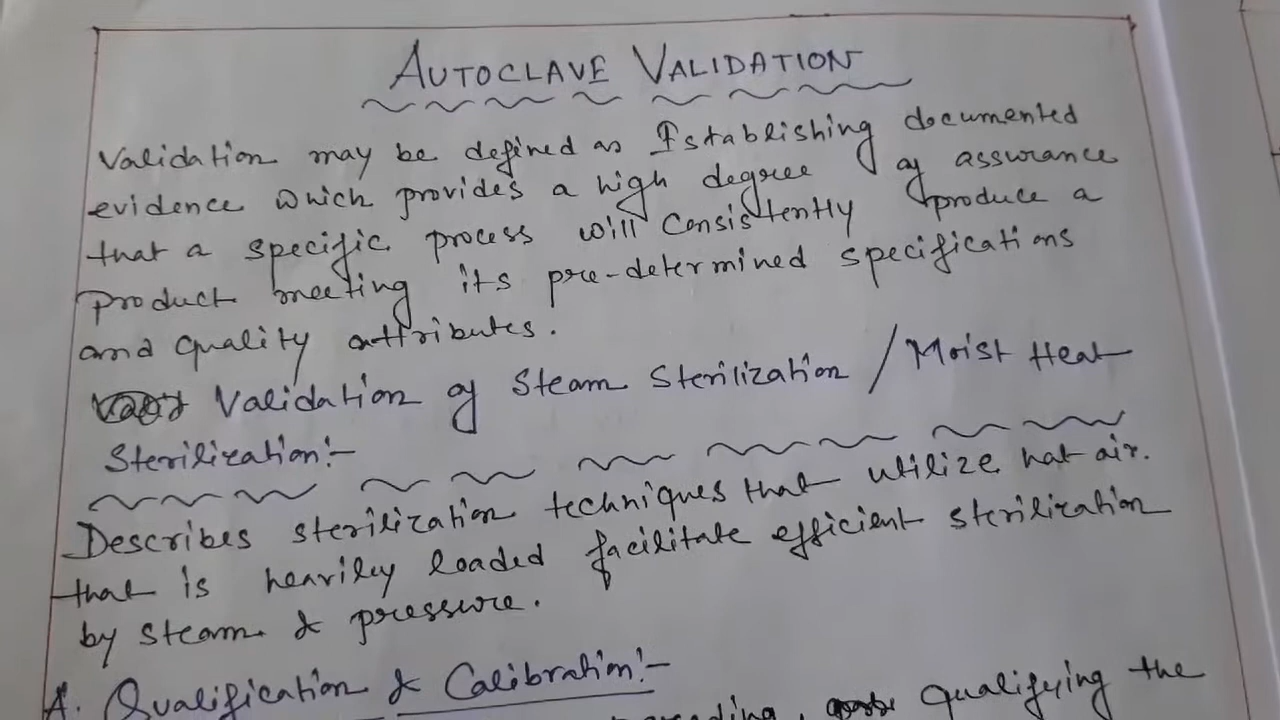 AUTOCLAVE VALIDATION
Validation may be defined as Establishing documented
evidence which provides a high degree of assurance
that a specific process will consistently produce a
product meeting its pre-determined specifications
and quality attributes.
Validation of Steam Sterilization / Moist Heat
Sterilization:-
Describes sterilization techniques that utilize hot air.
that is heavily loaded facilitate efficient sterilization
by steam & pressure.
A. Qualification & Calibration:-
Qualifying the